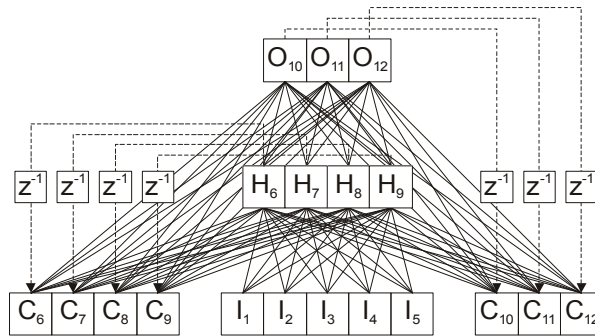 O₁₀ O₁₁ O₁₂
z⁻¹ z⁻¹ z⁻¹ z⁻¹ H₆ H₇ H₈ H₉ z⁻¹ z⁻¹ z⁻¹
C₆ C₇ C₈ C₉ I₁ I₂ I₃ I₄ I₅ C₁₀ C₁₁ C₁₂